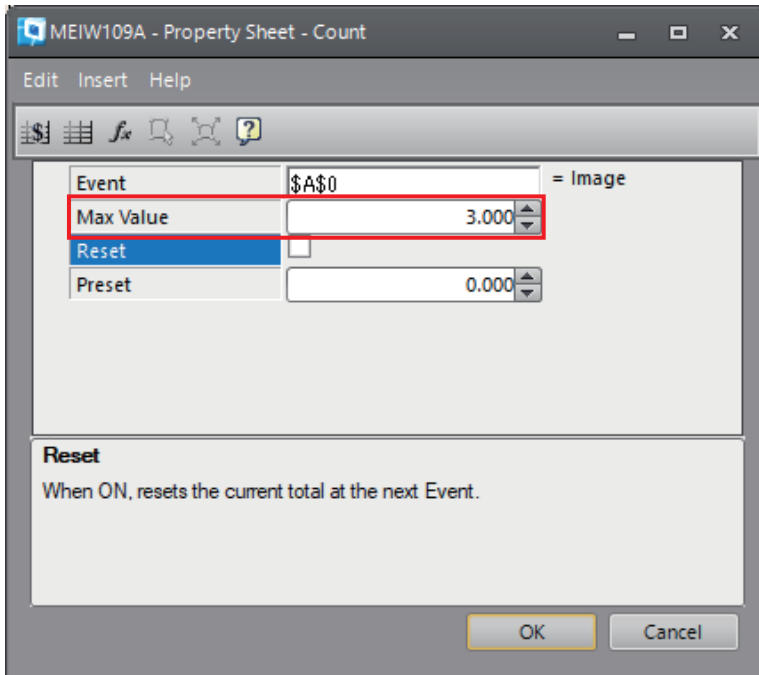 MEIW109A - Property Sheet - Count
Edit Insert Help
$ fx ?
Event $A$0 = Image
Max Value 3.000
Reset
Preset 0.000
Reset
When ON, resets the current total at the next Event.
OK Cancel